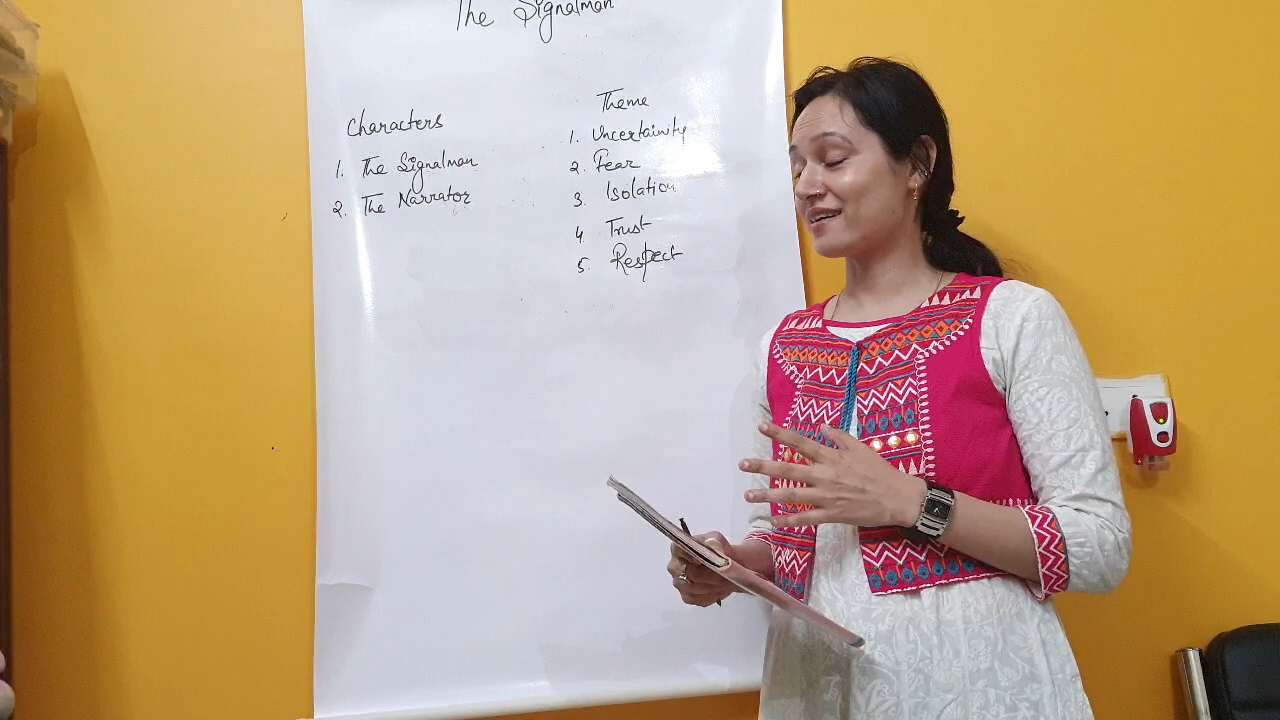 The Signalman
Characters
1. The Signalman
2. The Narrator
Theme
1. Uncertainity
2. Fear
3. Isolation
4. Trust
5. Respect